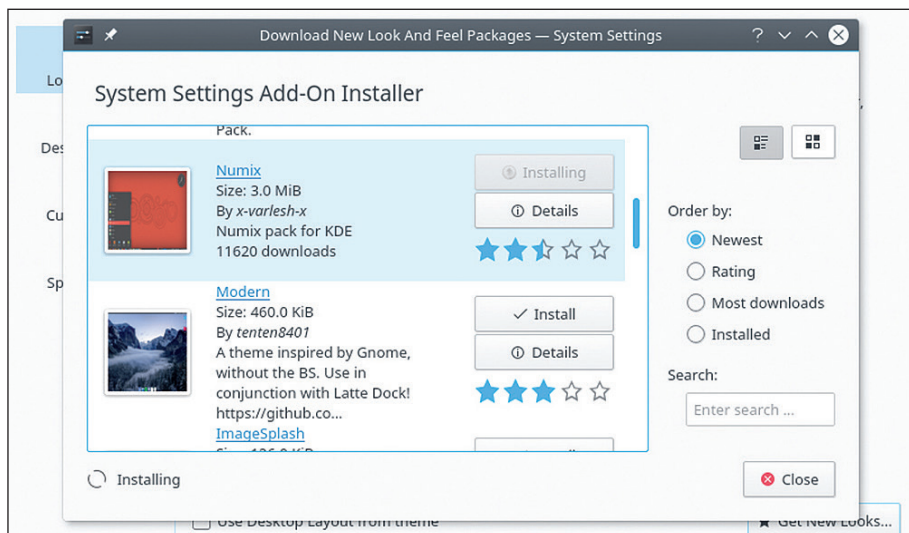 Download New Look And Feel Packages — System Settings
System Settings Add-On Installer
Lo
Des
Cu
Sp
Pack.
Numix
Size: 3.0 MiB
By x-varlesh-x
Numix pack for KDE
11620 downloads
Installing
Details
Modern
Size: 460.0 KiB
By tenten8401
A theme inspired by Gnome,
without the BS. Use in
conjunction with Latte Dock!
https://github.co...
Install
Details
ImageSplash
Order by:
Newest
Rating
Most downloads
Installed
Search:
Enter search ...
Installing
Close
Use Desktop Layout from theme
Get New Looks...